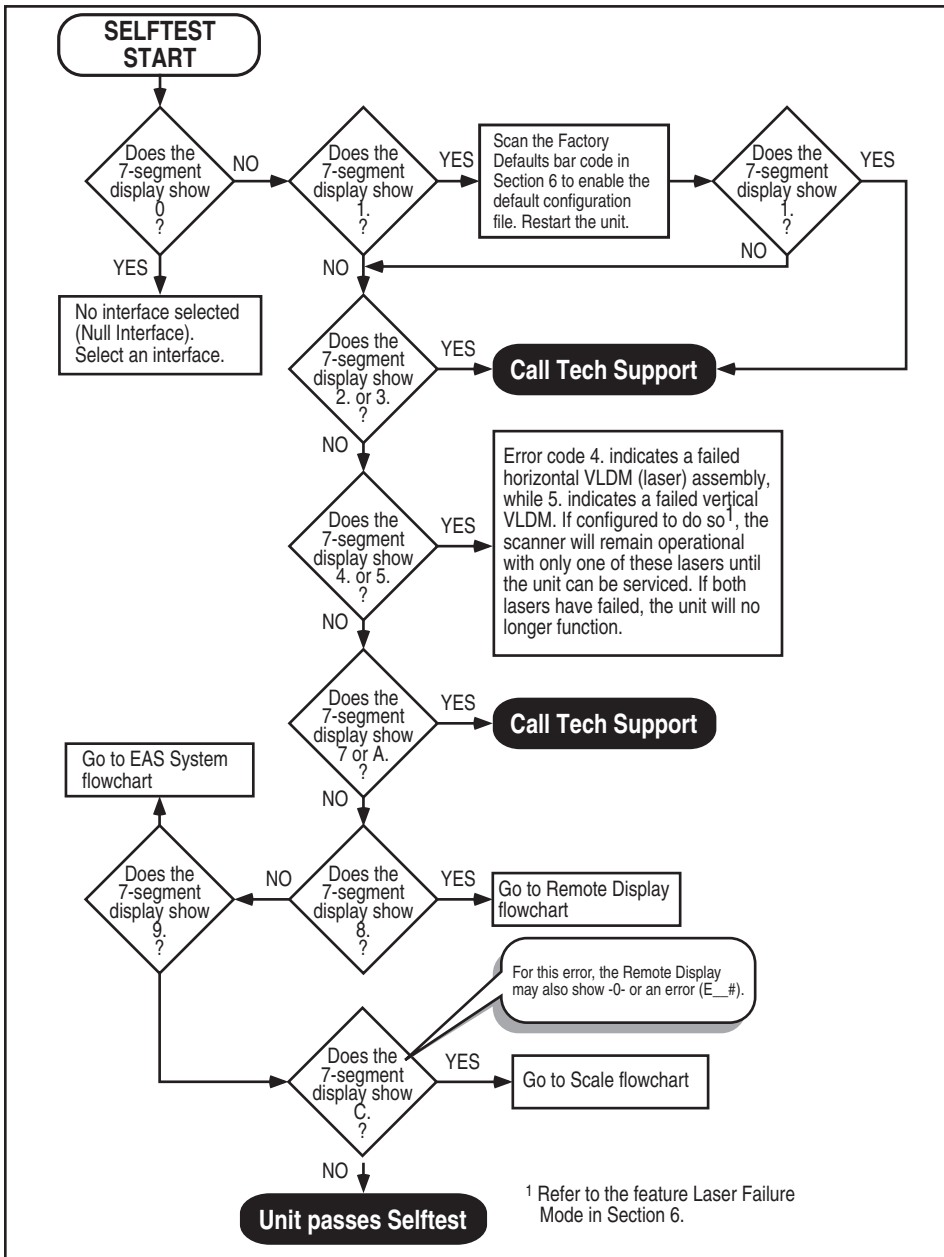 SELFTEST
START
Does the
7-segment
display show
0
?
NO
YES
No interface selected
(Null Interface).
Select an interface.
Does the
7-segment
display show
1.
?
YES
NO
Scan the Factory
Defaults bar code in
Section 6 to enable the
default configuration
file. Restart the unit.
Does the
7-segment
display show
1.
?
YES
NO
Does the
7-segment
display show
2. or 3.
?
YES
Call Tech Support
NO
Does the
7-segment
display show
4. or 5.
?
YES
Error code 4. indicates a failed
horizontal VLDM (laser) assembly,
while 5. indicates a failed vertical
VLDM. If configured to do so1, the
scanner will remain operational
with only one of these lasers until
the unit can be serviced. If both
lasers have failed, the unit will no
longer function.
NO
Does the
7-segment
display show
7 or A.
?
YES
Call Tech Support
NO
Does the
7-segment
display show
8.
?
YES
Go to Remote Display
flowchart
NO
Does the
7-segment
display show
9.
?
Go to EAS System
flowchart
Does the
7-segment
display show
C.
?
For this error, the Remote Display
may also show -0- or an error (E__#).
YES
Go to Scale flowchart
NO
Unit passes Selftest
1 Refer to the feature Laser Failure
Mode in Section 6.